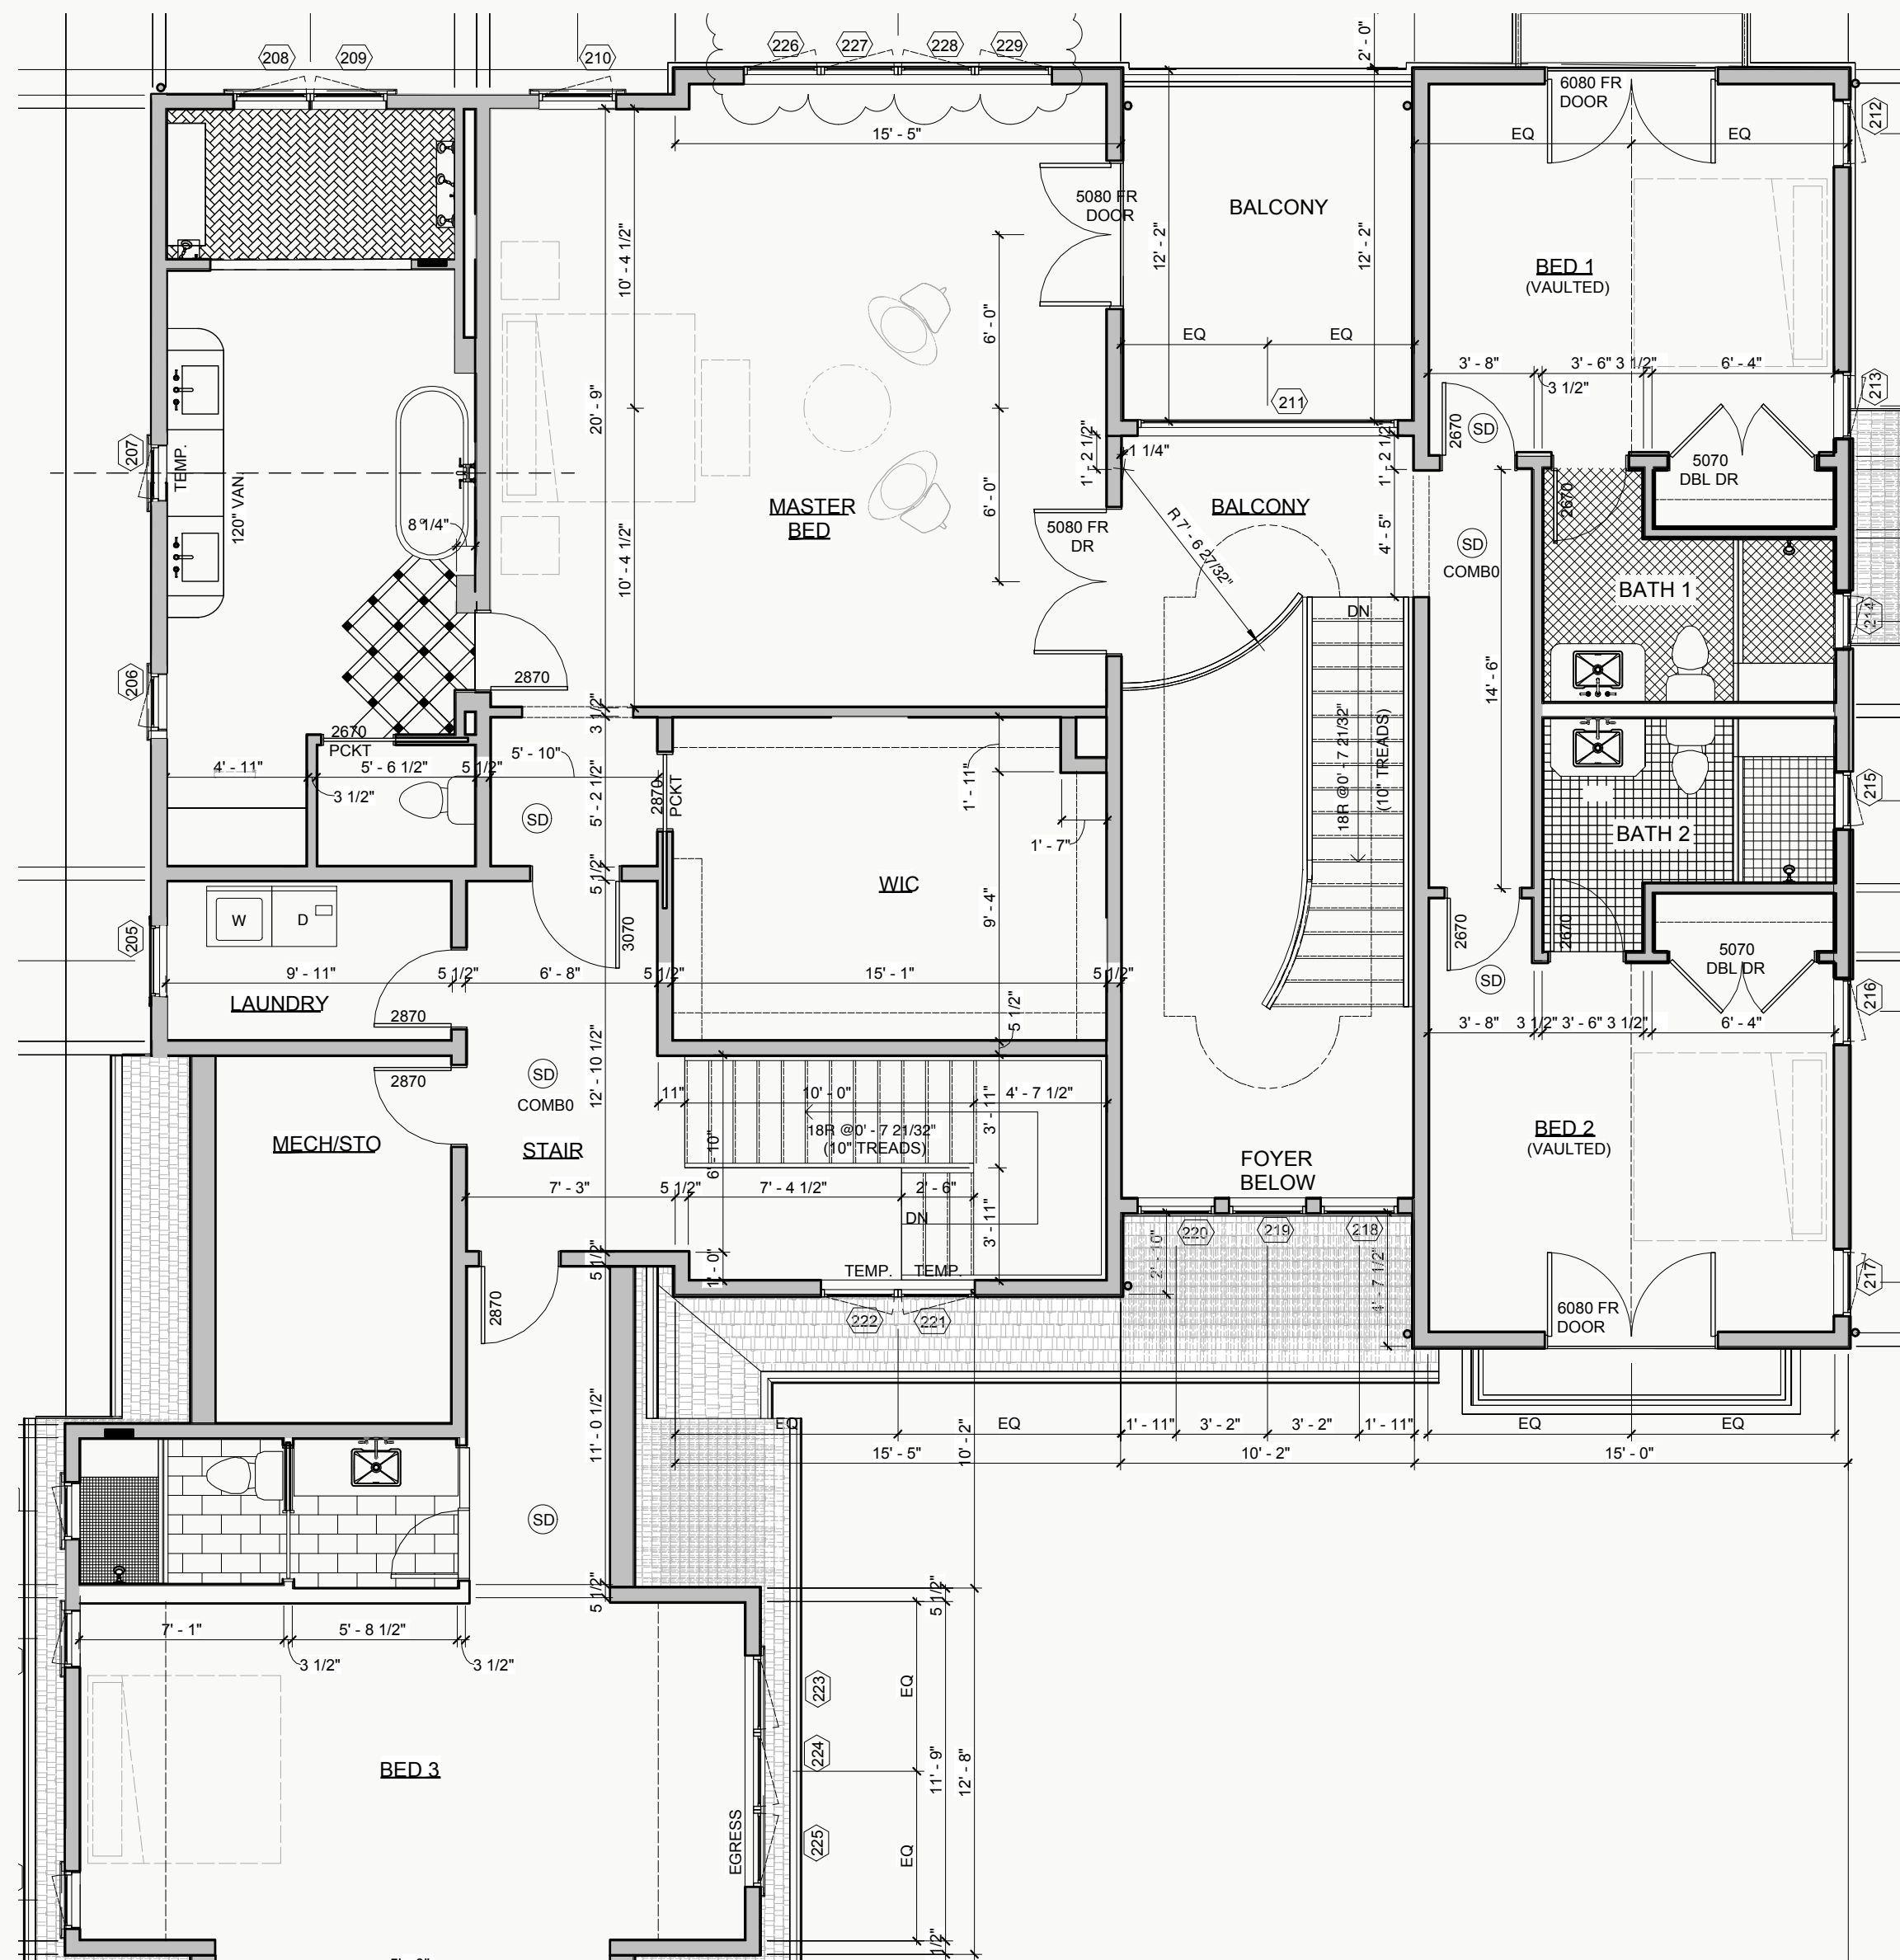 208
209
210
226
227
228
229
2' - 0"
6080 FR
DOOR
212
15' - 5"
EQ
EQ
5080 FR
DOOR
BALCONY
12' - 2"
12' - 2"
10' - 4 1/2"
BED 1
(VAULTED)
6' - 0"
EQ
EQ
3' - 8"
3' - 6"
3 1/2"
6' - 4"
3 1/2"
213
211
20' - 9"
207
TEMP.
120" VAN.
8 1/4"
MASTER
BED
6' - 0"
10' - 4 1/2"
1' - 2 1/2"
1 1/4"
1' - 2 1/2"
2670
SD
5070
DBL DR
2670
5080 FR
DR
BALCONY
R 7' - 6 27/32"
4' - 5"
SD
COMB0
BATH 1
214
DN
206
2870
3 1/2"
14' - 6"
18R @0' - 7 21/32"
(10" TREADS)
2670
PCKT
4' - 11"
5' - 6 1/2"
5 1/2"
5' - 10"
3 1/2"
SD
5' - 2 1/2"
2870
PCKT
1' - 11"
1' - 7"
215
BATH 2
5 1/2"
WIC
9' - 4"
W
D
205
3070
2670
2670
5070
DBL DR
SD
216
9' - 11"
5 1/2"
6' - 8"
5 1/2"
15' - 1"
5 1/2"
LAUNDRY
2870
5 1/2"
3' - 8"
3 1/2"
3' - 6"
3 1/2"
6' - 4"
2870
SD
COMB0
12' - 10 1/2"
11"
10' - 0"
4' - 7 1/2"
3' - 11"
18R @0' - 7 21/32"
(10" TREADS)
MECH/STO
STAIR
6' - 10"
BED 2
(VAULTED)
FOYER
BELOW
7' - 3"
5 1/2"
7' - 4 1/2"
2' - 6"
DN
3' - 11"
220
219
218
2' - 10"
4' - 7 1/2"
5 1/2"
1' - 0"
TEMP.
TEMP.
222
221
2870
217
6080 FR
DOOR
11' - 0 1/2"
EQ
EQ
10' - 2"
1' - 11"
3' - 2"
3' - 2"
1' - 11"
EQ
EQ
15' - 5"
10' - 2"
15' - 0"
SD
5 1/2"
5 1/2"
7' - 1"
5' - 8 1/2"
3 1/2"
3 1/2"
223
EQ
224
BED 3
11' - 9"
12' - 8"
EGRESS
225
EQ